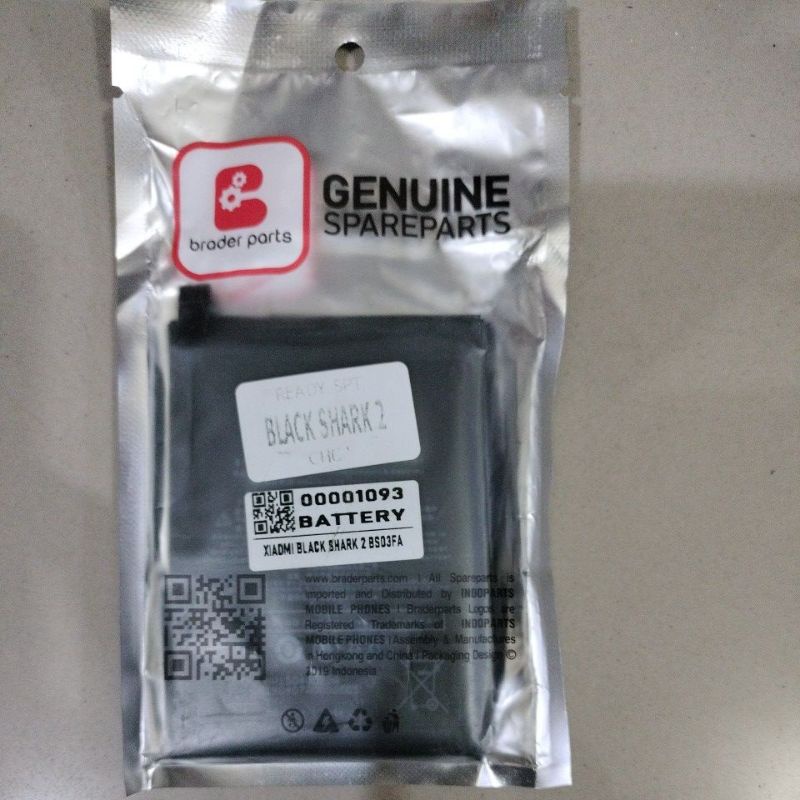 brader parts
GENUINE
SPAREPARTS
READY SPT
BLACK SHARK 2
00001093
BATTERY
XIAOMI BLACK SHARK 2 BS03FA
www.braderparts.com | All Spareparts is
Imported and Distributed by INDOPARTS
MOBILE PHONES | Braderparts Logos are
Registered Trademarks of INDOPARTS
MOBILE PHONES | Assembly & Manufactures
in Hongkong and China | Packaging Design ©
2019 Indonesia